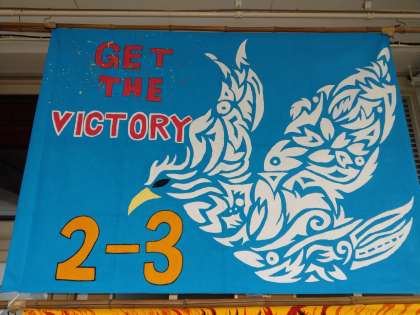 GET
THE
VICTORY
2-3